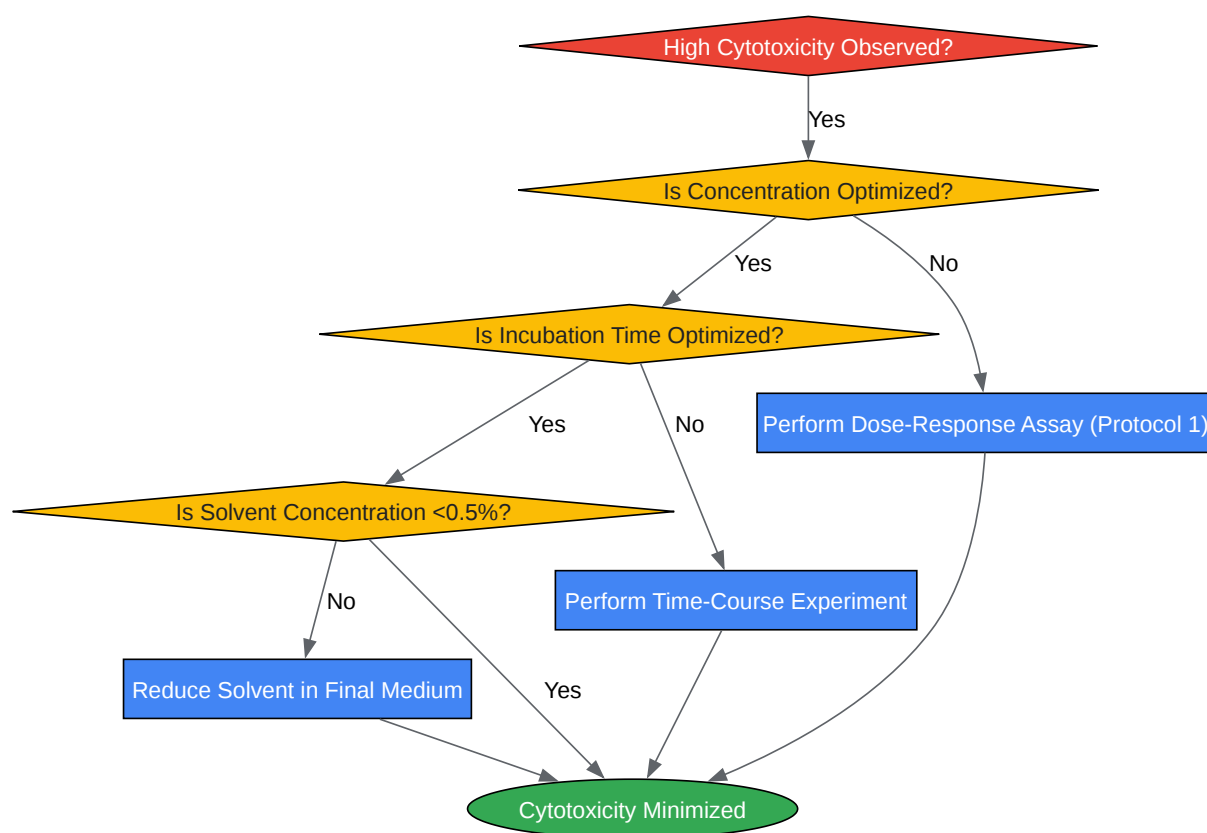 High Cytotoxicity Observed?
Yes
Is Concentration Optimized?
Yes
No
Is Incubation Time Optimized?
Yes
No
Perform Dose-Response Assay (Protocol 1)
Is Solvent Concentration <0.5%?
No
Perform Time-Course Experiment
Reduce Solvent in Final Medium
Yes
Cytotoxicity Minimized